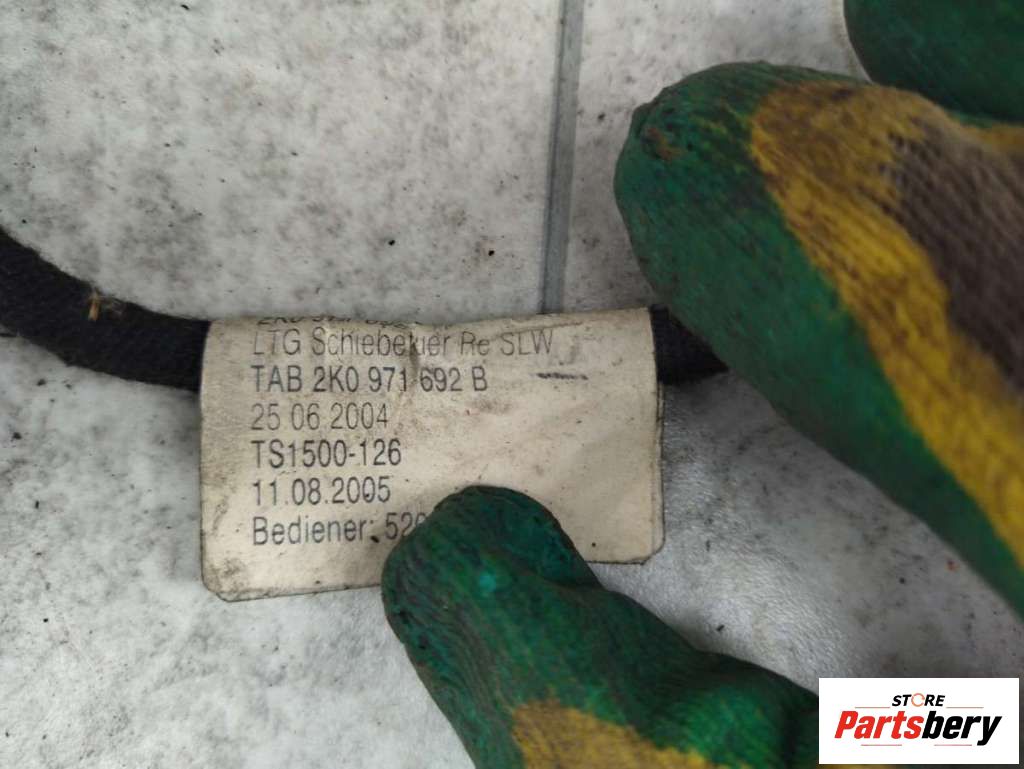 LTG Schiebetuer Re SLW
TAB 2K0 971 692 B
25 06 2004
TS1500-126
11.08.2005
Bediener:
STORE
Partsbery